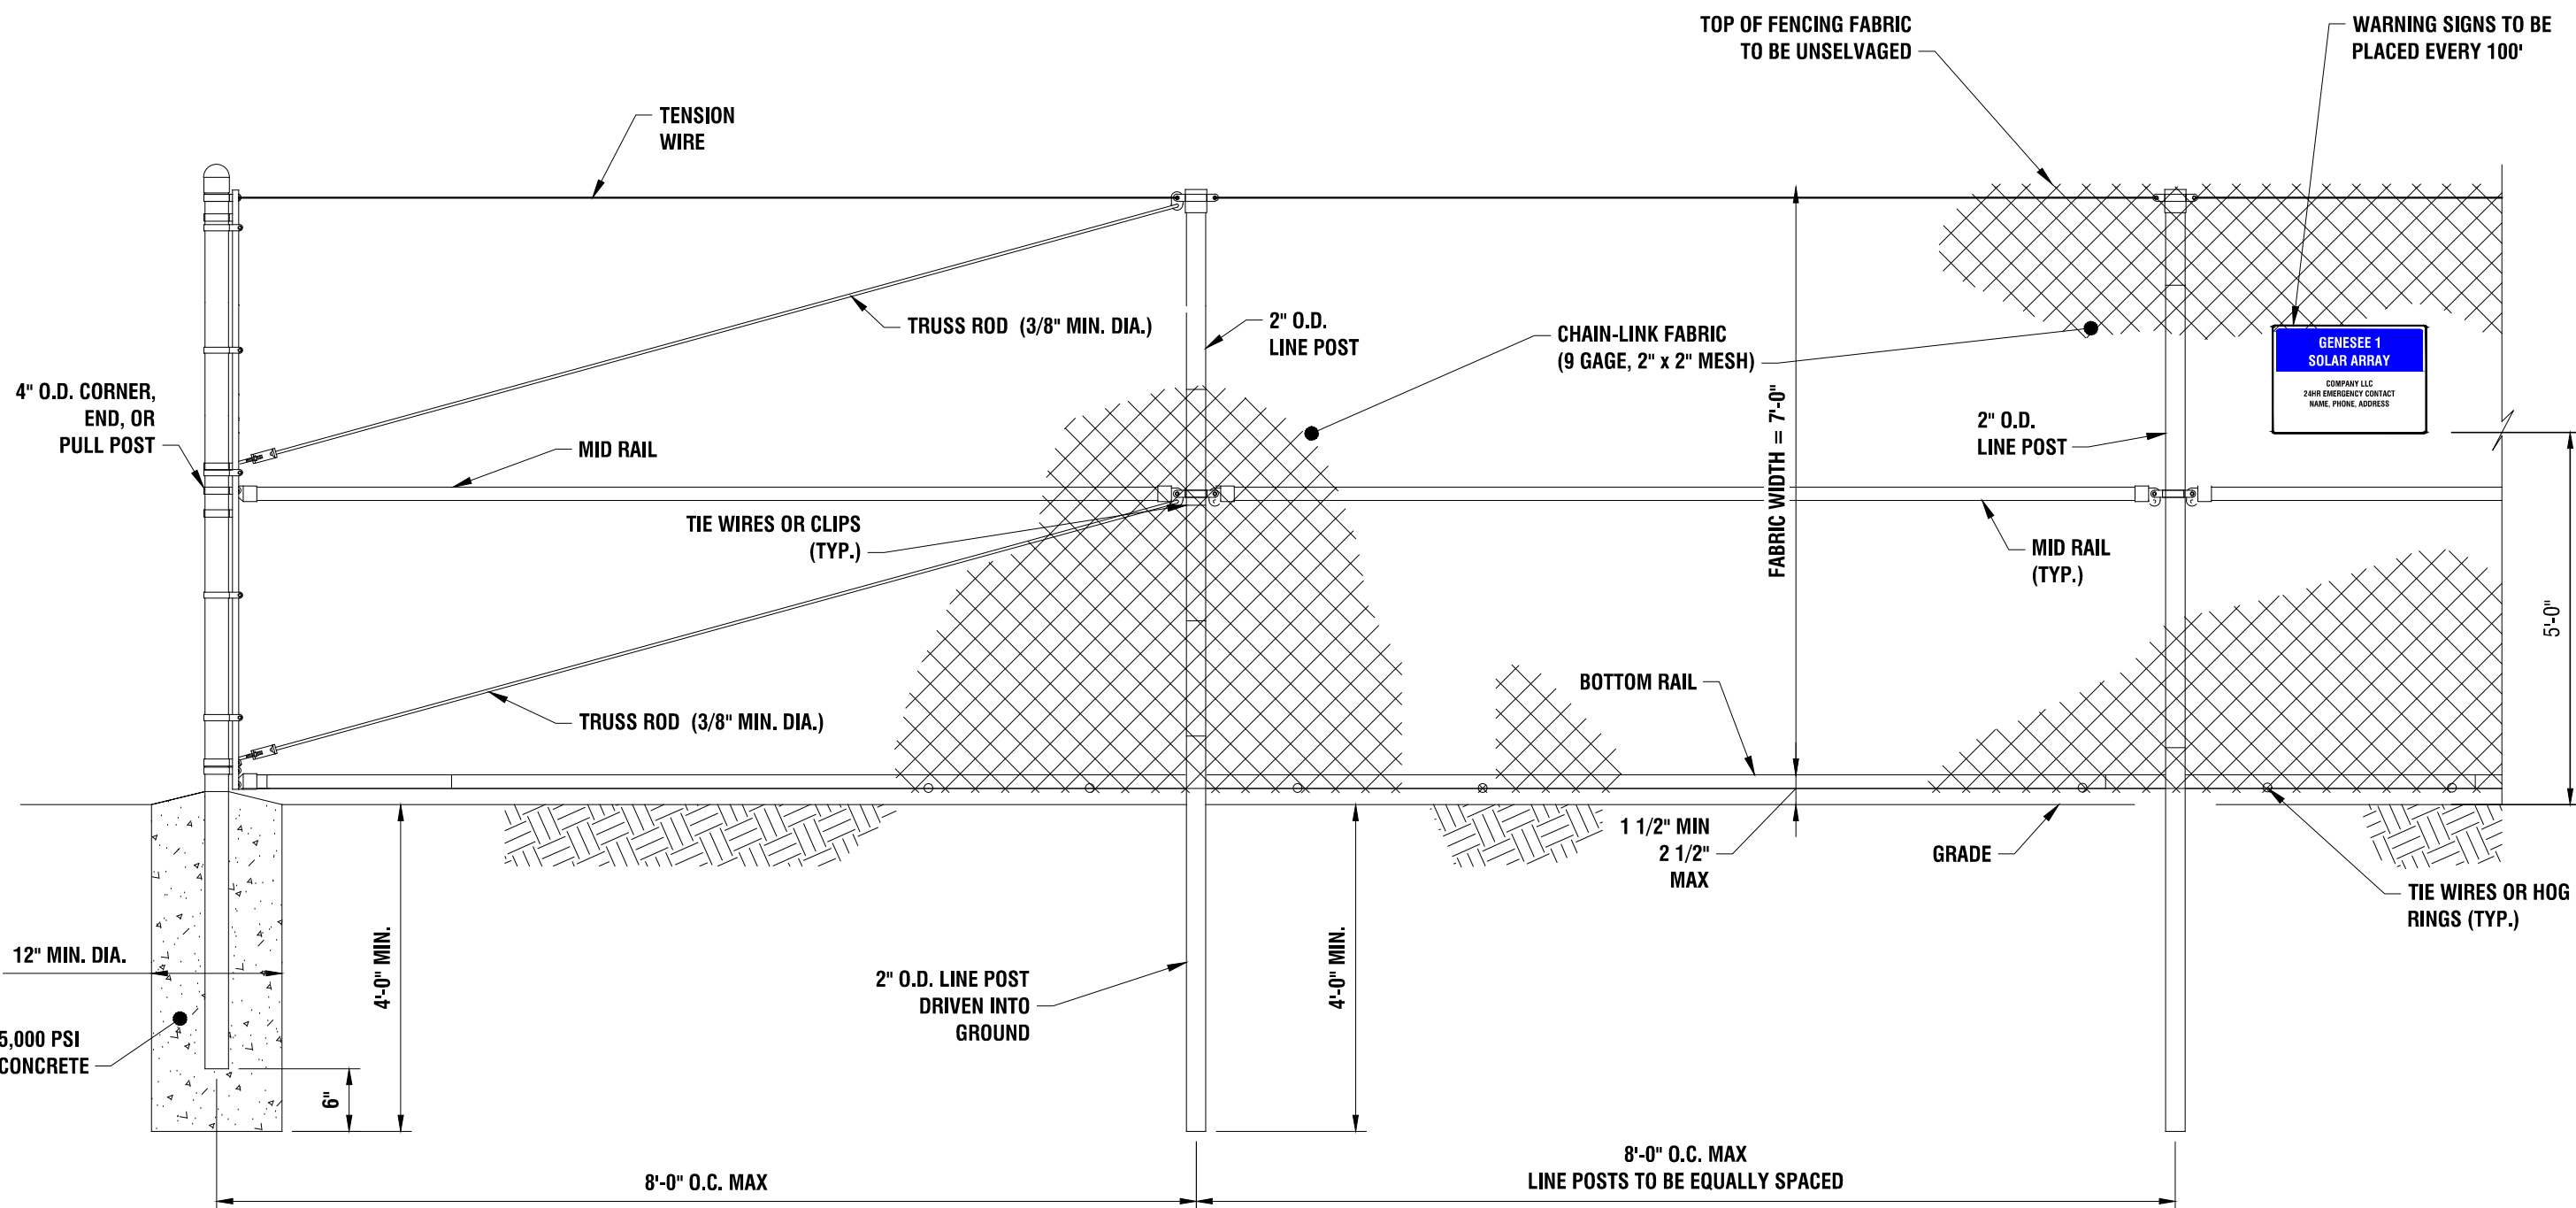 TOP OF FENCING FABRIC
TO BE UNSELVAGED
WARNING SIGNS TO BE
PLACED EVERY 100'
TENSION
WIRE
TRUSS ROD (3/8" MIN. DIA.)
2" O.D.
LINE POST
CHAIN-LINK FABRIC
(9 GAGE, 2" x 2" MESH)
FABRIC WIDTH = 7'-0"
GENESEE 1
SOLAR ARRAY
COMPANY LLC
24HR EMERGENCY CONTACT
NAME, PHONE, ADDRESS
4" O.D. CORNER,
END, OR
PULL POST
MID RAIL
2" O.D.
LINE POST
TIE WIRES OR CLIPS
(TYP.)
MID RAIL
(TYP.)
5'-0"
TRUSS ROD (3/8" MIN. DIA.)
BOTTOM RAIL
1 1/2" MIN
2 1/2"
MAX
GRADE
TIE WIRES OR HOG
RINGS (TYP.)
12" MIN. DIA.
4'-0" MIN.
2" O.D. LINE POST
DRIVEN INTO
GROUND
4'-0" MIN.
5,000 PSI
CONCRETE
6"
8'-0" O.C. MAX
8'-0" O.C. MAX
LINE POSTS TO BE EQUALLY SPACED